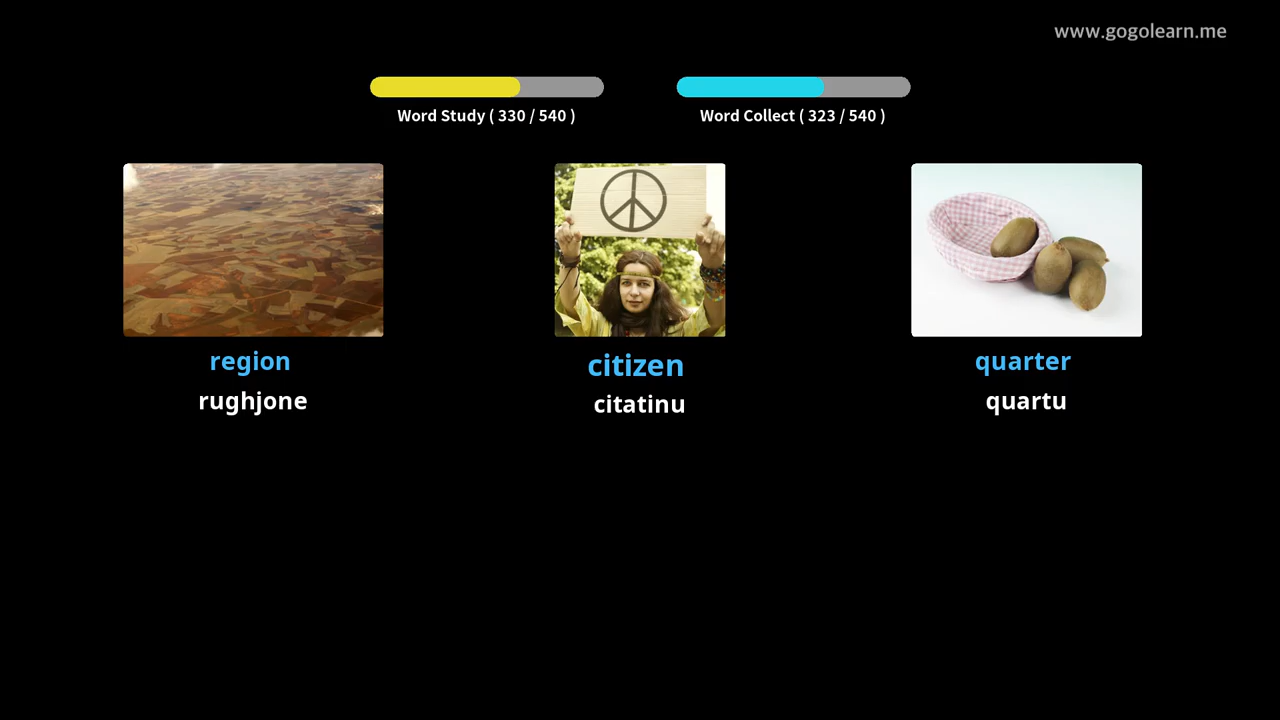 www.gogolearn.me
Word Study ( 330 / 540 )
Word Collect ( 323 / 540 )
region
citizen
quarter
rughjone
citatinu
quartu